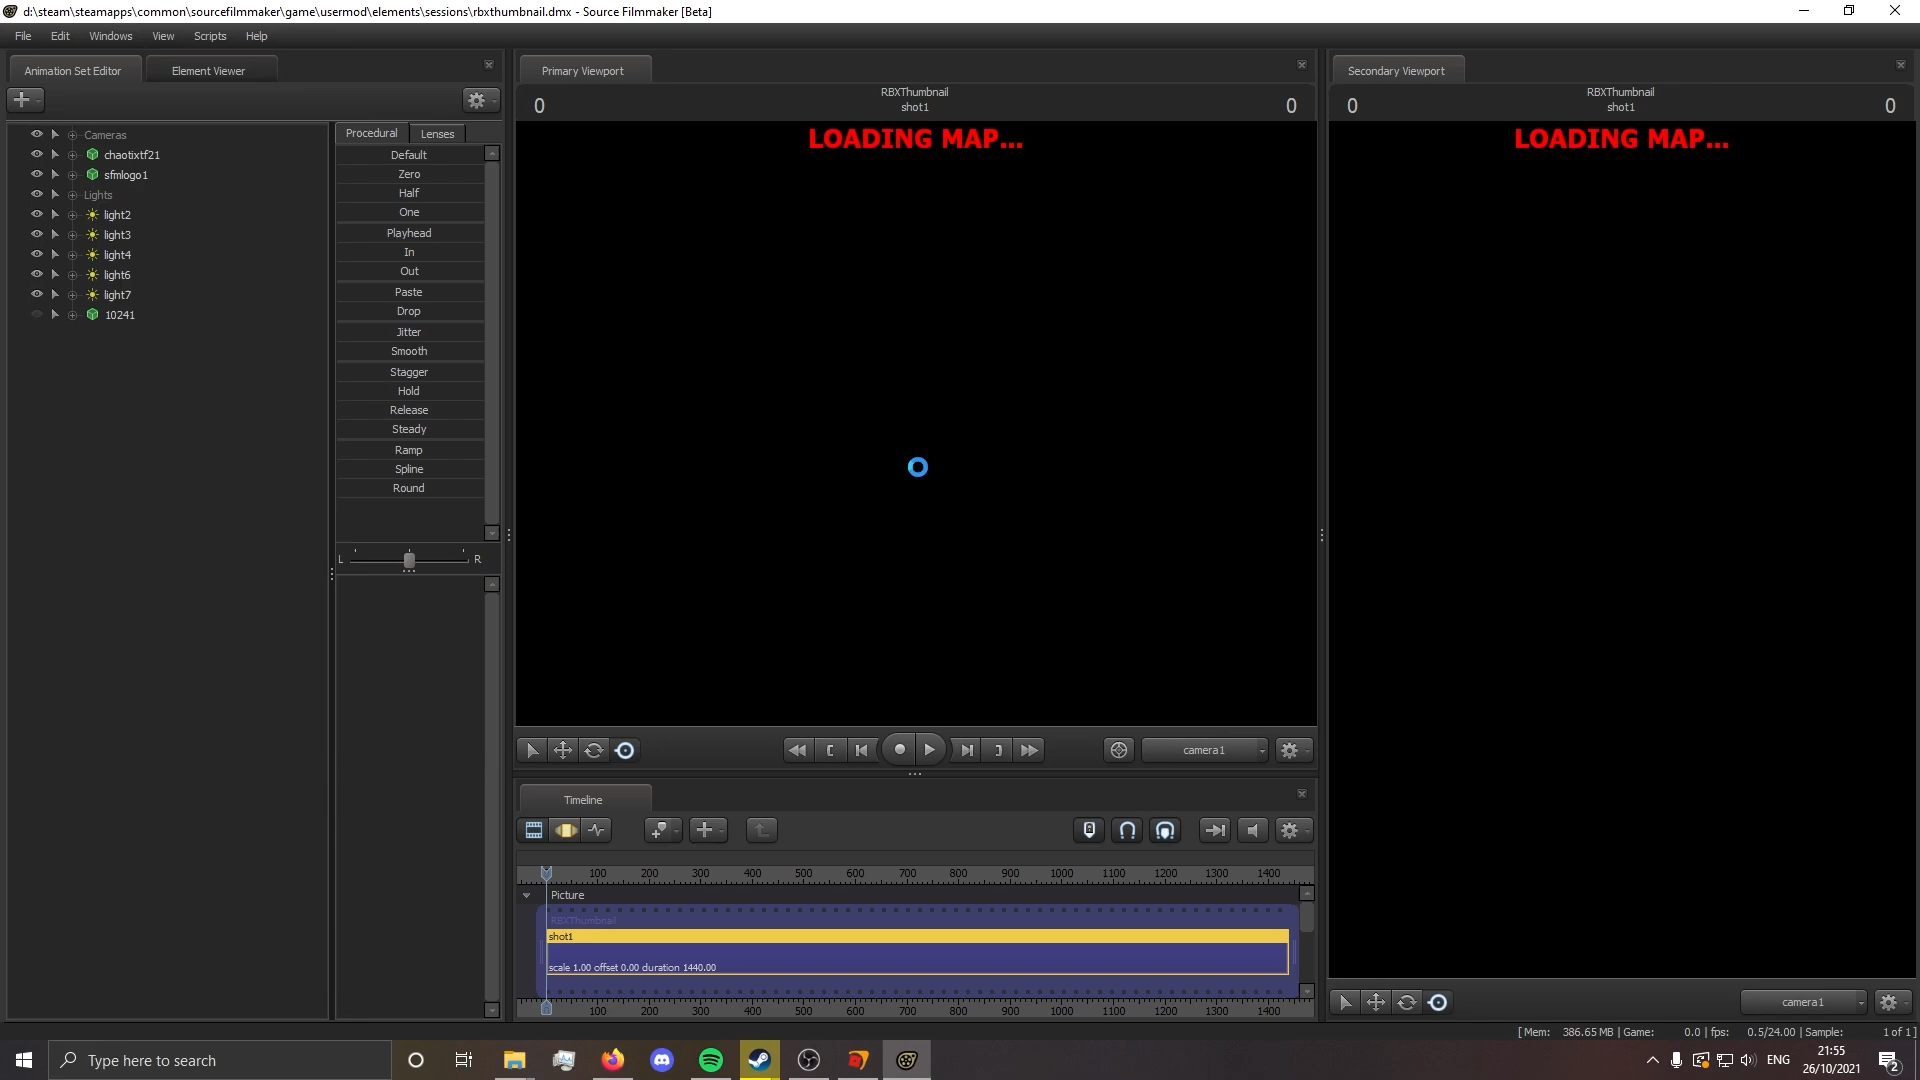 d:\steam\steamapps\common\sourcefilmmaker\game\usermod\elements\sessions\rbxthumbnail.dmx - Source Filmmaker [Beta]
File Edit Windows View Scripts Help
Animation Set Editor
Element Viewer
Cameras
chaotixtf21
sfmlogo1
Lights
light2
light3
light4
light6
light7
10241
Procedural
Lenses
Default
Zero
Half
One
Playhead
In
Out
Paste
Drop
Jitter
Smooth
Stagger
Hold
Release
Steady
Ramp
Spline
Round
L R
Primary Viewport
RBXThumbnail
0 shot1 0
LOADING MAP...
camera1
Timeline
100 200 300 400 500 600 700 800 900 1000 1100 1200 1300 1400
Picture
RBXThumbnail
shot1
scale 1.00 offset 0.00 duration 1440.00
100 200 300 400 500 600 700 800 900 1000 1100 1200 1300 1400
Secondary Viewport
RBXThumbnail
0 shot1 0
LOADING MAP...
camera1
[ Mem: 386.65 MB | Game: 0.0 | fps: 0.5/24.00 | Sample: 1 of 1 ]
Type here to search
ENG
21:55
26/10/2021
2